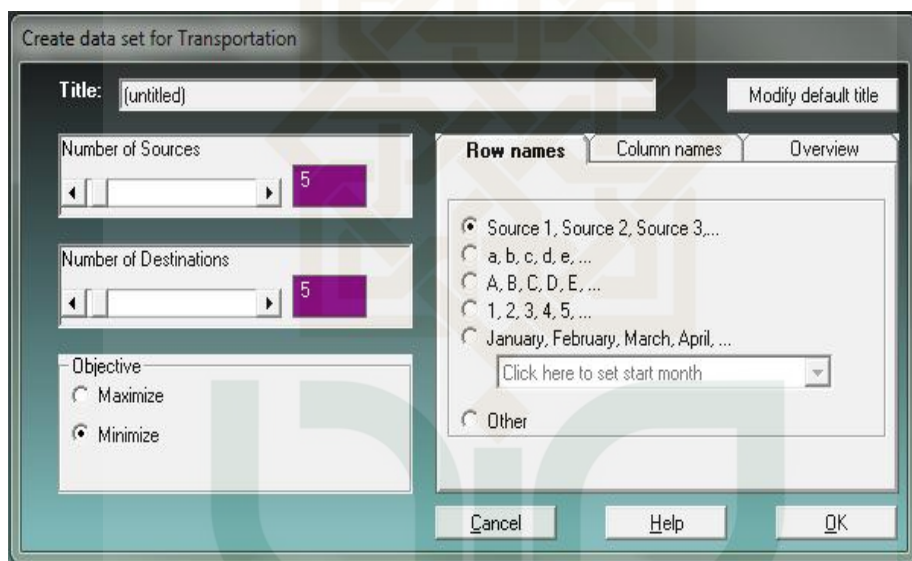 Create data set for Transportation
Title: (untitled)
Modify default title
Number of Sources
5
Number of Destinations
5
Objective
Maximize
Minimize
Row names
Column names
Overview
Source 1, Source 2, Source 3,...
a, b, c, d, e, ...
A, B, C, D, E, ...
1, 2, 3, 4, 5, ...
January, February, March, April, ...
Click here to set start month
Other
Cancel
Help
OK